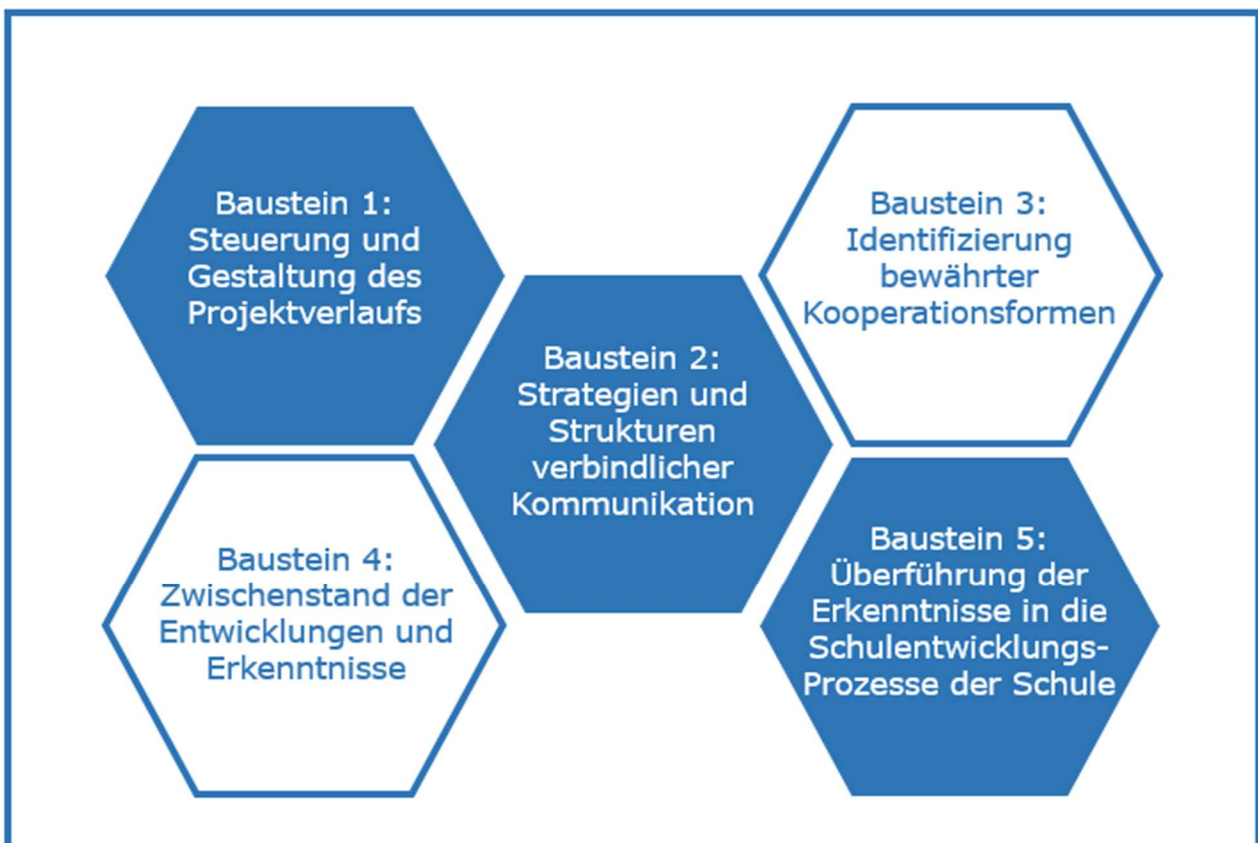 Baustein 1:
Steuerung und
Gestaltung des
Projektverlaufs
Baustein 2:
Strategien und
Strukturen
verbindlicher
Kommunikation
Baustein 3:
Identifizierung
bewährter
Kooperationsformen
Baustein 4:
Zwischenstand der
Entwicklungen und
Erkenntnisse
Baustein 5:
Überführung der
Erkenntnisse in die
Schulentwicklungs-
Prozesse der Schule